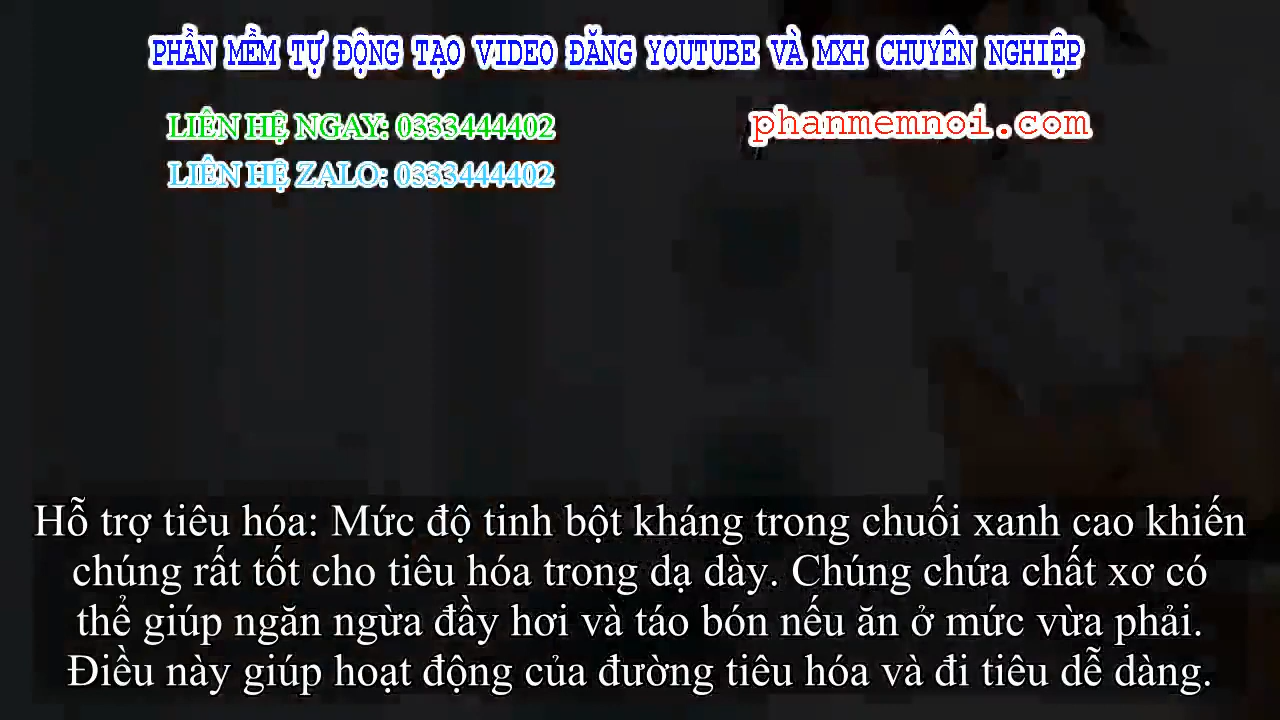 PHẦN MỀM TỰ ĐỘNG TẠO VIDEO ĐĂNG YOUTUBE VÀ MXH CHUYÊN NGHIỆP
LIÊN HỆ NGAY: 0333444402
phanmemnoi.com
LIÊN HỆ ZALO: 0333444402
Hỗ trợ tiêu hóa: Mức độ tinh bột kháng trong chuối xanh cao khiến
chúng rất tốt cho tiêu hóa trong dạ dày. Chúng chứa chất xơ có
thể giúp ngăn ngừa đầy hơi và táo bón nếu ăn ở mức vừa phải.
Điều này giúp hoạt động của đường tiêu hóa và đi tiêu dễ dàng.